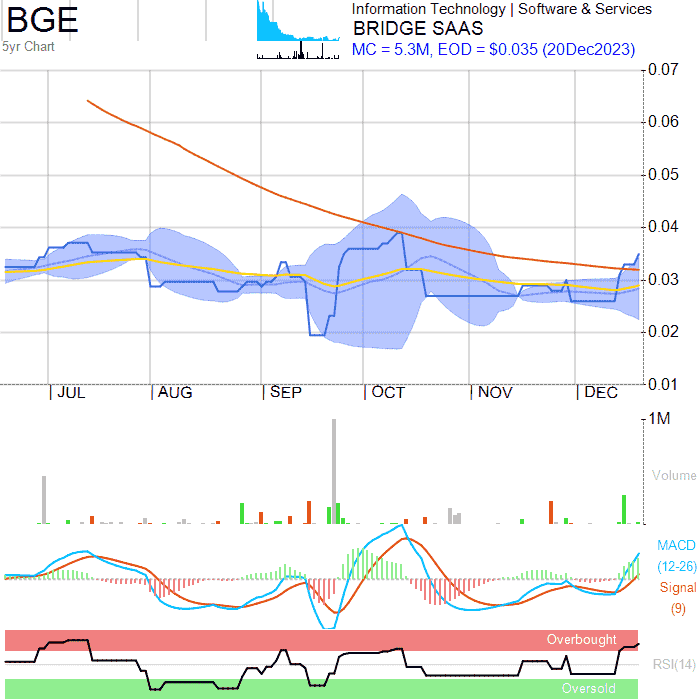 BGE
5yr Chart
Information Technology | Software & Services
BRIDGE SAAS
MC = 5.3M, EOD = $0.035 (20Dec2023)
0.07
0.06
0.05
0.04
0.03
0.02
0.01
JUL
AUG
SEP
OCT
NOV
DEC
1M
Volume
MACD
(12-26)
Signal
(9)
Overbought
RSI(14)
Oversold